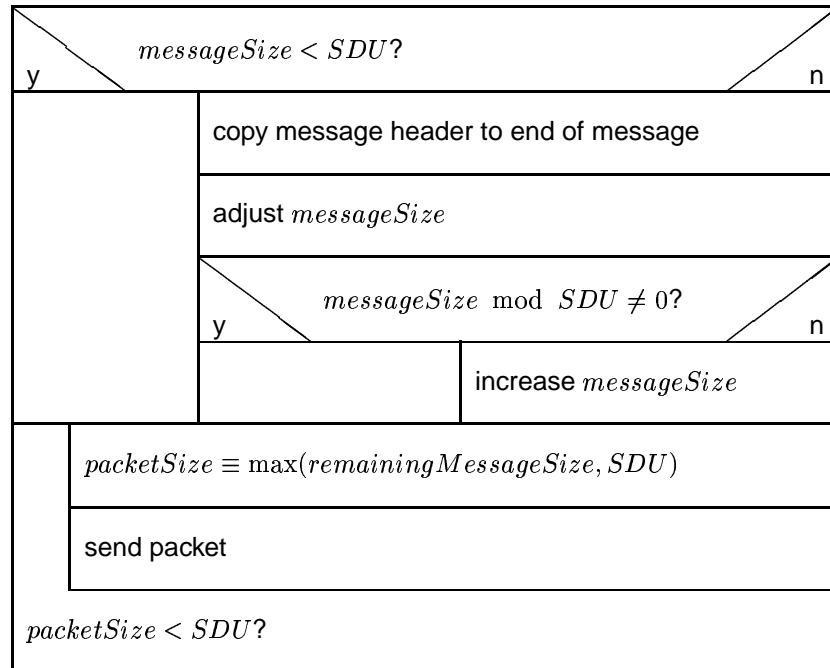 messageSize < SDU?
y
n
copy message header to end of message
adjust messageSize
messageSize mod SDU ≠ 0?
y
n
increase messageSize
packetSize ≡ max(remainingMessageSize, SDU)
send packet
packetSize < SDU?